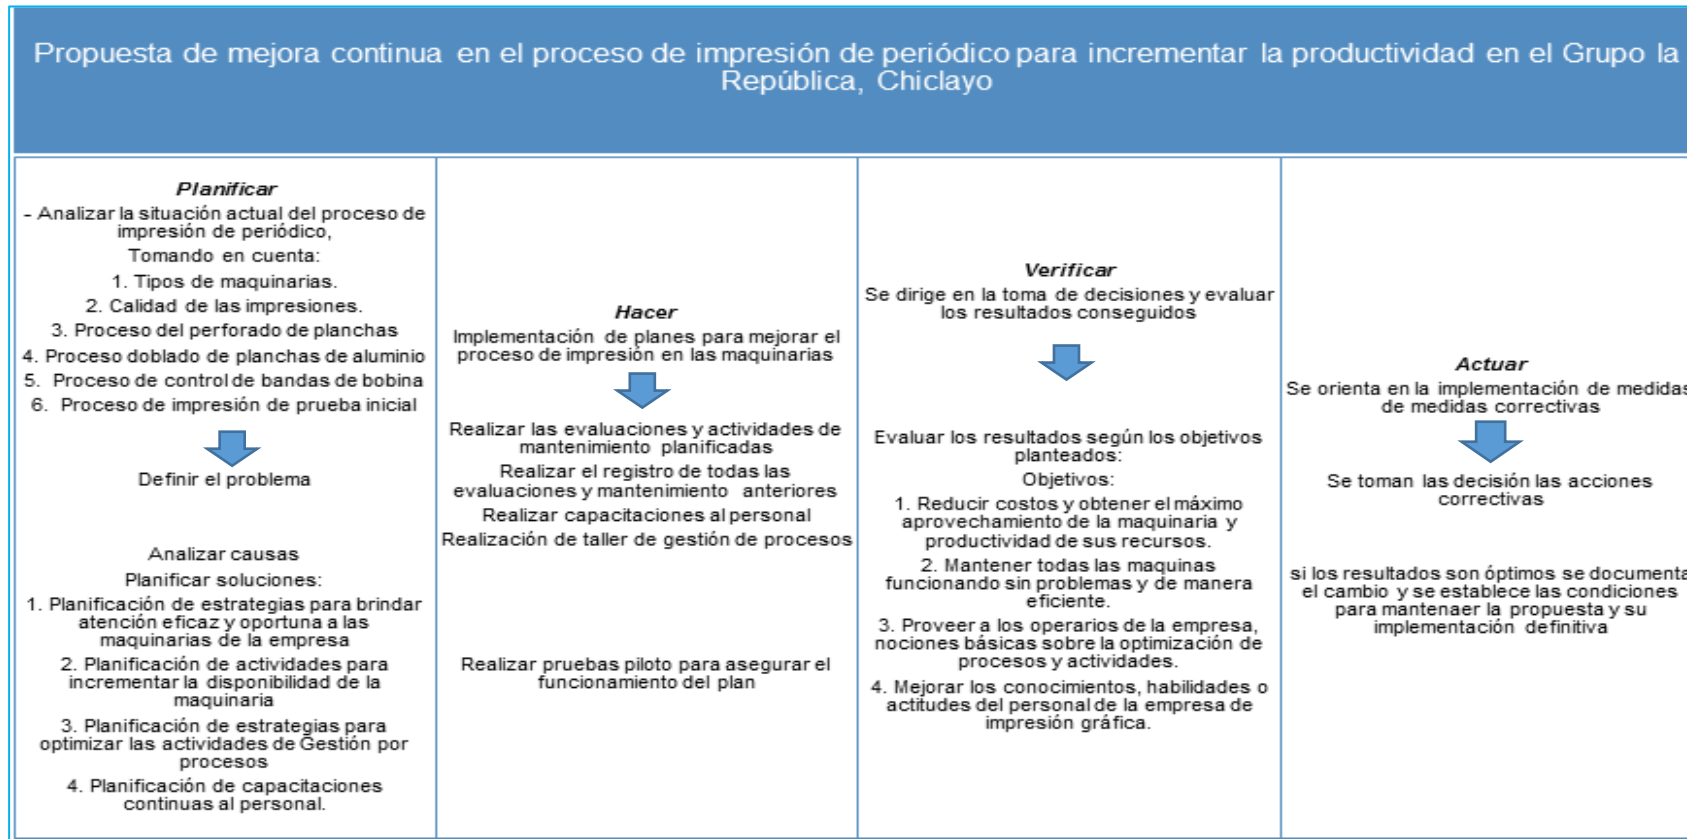 Propuesta de mejora continua en el proceso de impresión de periódico para incrementar la productividad en el Grupo la
República, Chiclayo
Planificar
- Analizar la situación actual del proceso de
impresión de periódico,
Tomando en cuenta:
1. Tipos de maquinarias.
2. Calidad de las impresiones.
3. Proceso del perforado de planchas
4. Proceso doblado de planchas de aluminio
5. Proceso de control de bandas de bobina
6. Proceso de impresión de prueba inicial
Definir el problema
Analizar causas
Planificar soluciones:
1. Planificación de estrategias para brindar
atención eficaz y oportuna a las
maquinarias de la empresa
2. Planificación de actividades para
incrementar la disponibilidad de la
maquinaria
3. Planificación de estrategias para
optimizar las actividades de Gestión por
procesos
4. Planificación de capacitaciones
continuas al personal.
Hacer
Implementación de planes para mejorar el
proceso de impresión en las maquinarias
Realizar las evaluaciones y actividades de
mantenimiento planificadas
Realizar el registro de todas las
evaluaciones y mantenimiento anteriores
Realizar capacitaciones al personal
Realización de taller de gestión de procesos
Realizar pruebas piloto para asegurar el
funcionamiento del plan
Verificar
Se dirige en la toma de decisiones y evaluar
los resultados conseguidos
Evaluar los resultados según los objetivos
planteados:
Objetivos:
1. Reducir costos y obtener el máximo
aprovechamiento de la maquinaria y
productividad de sus recursos.
2. Mantener todas las maquinas
funcionando sin problemas y de manera
eficiente.
3. Proveer a los operarios de la empresa,
nociones básicas sobre la optimización de
procesos y actividades.
4. Mejorar los conocimientos, habilidades o
actitudes del personal de la empresa de
impresión gráfica.
Actuar
Se orienta en la implementación de medidas
de medidas correctivas
Se toman las decisión las acciones
correctivas
si los resultados son óptimos se documenta
el cambio y se establece las condiciones
para mantenaer la propuesta y su
implementación definitiva